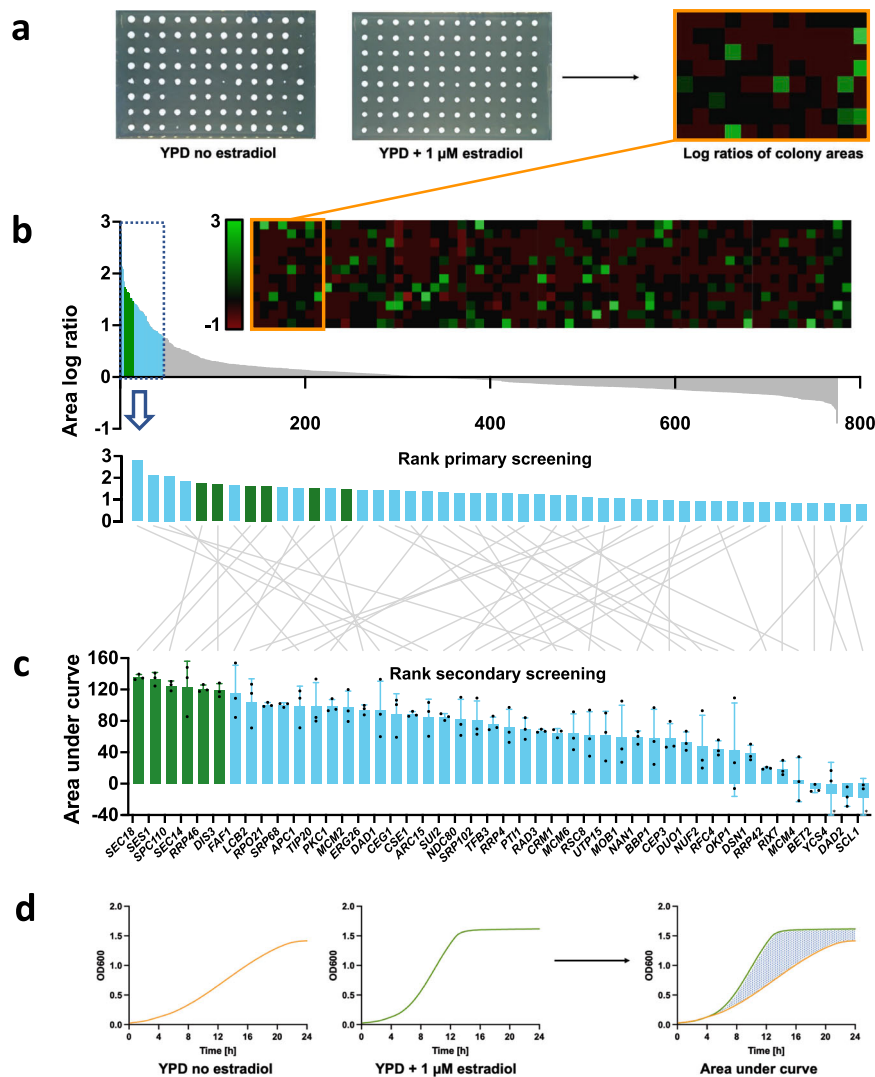 a
YPD no estradiol
YPD + 1 µM estradiol
Log ratios of colony areas
b
3
2
1
0
-1
Area log ratio
3
-1
200
400
600
800
Rank primary screening
3
2
1
0
c
160
120
80
40
0
-40
Area under curve
Rank secondary screening
SEC18
SES1
SPC110
SEC14
RRP46
DIS3
FAF1
LCB2
RPO21
SRP68
APC1
TIP20
PKC1
MCM2
ERG26
DAD1
CEG1
CSE1
ARC15
SUI2
NDC80
SRP102
TFB3
RRP4
PTI1
RAD3
CRM1
MCM6
RSC8
UTP15
MOB1
NAN1
BBP1
CEP3
DUO1
NUF2
RFC4
OKP1
DSN1
RRP42
RIX7
MCM4
BET2
YCS4
DAD2
SCL1
d
2.0
1.5
1.0
0.5
0.0
OD600
0 4 8 12 16 20 24
Time [h]
YPD no estradiol
2.0
1.5
1.0
0.5
0.0
OD600
0 4 8 12 16 20 24
Time [h]
YPD + 1 µM estradiol
2.0
1.5
1.0
0.5
0.0
OD600
0 4 8 12 16 20 24
Time [h]
Area under curve